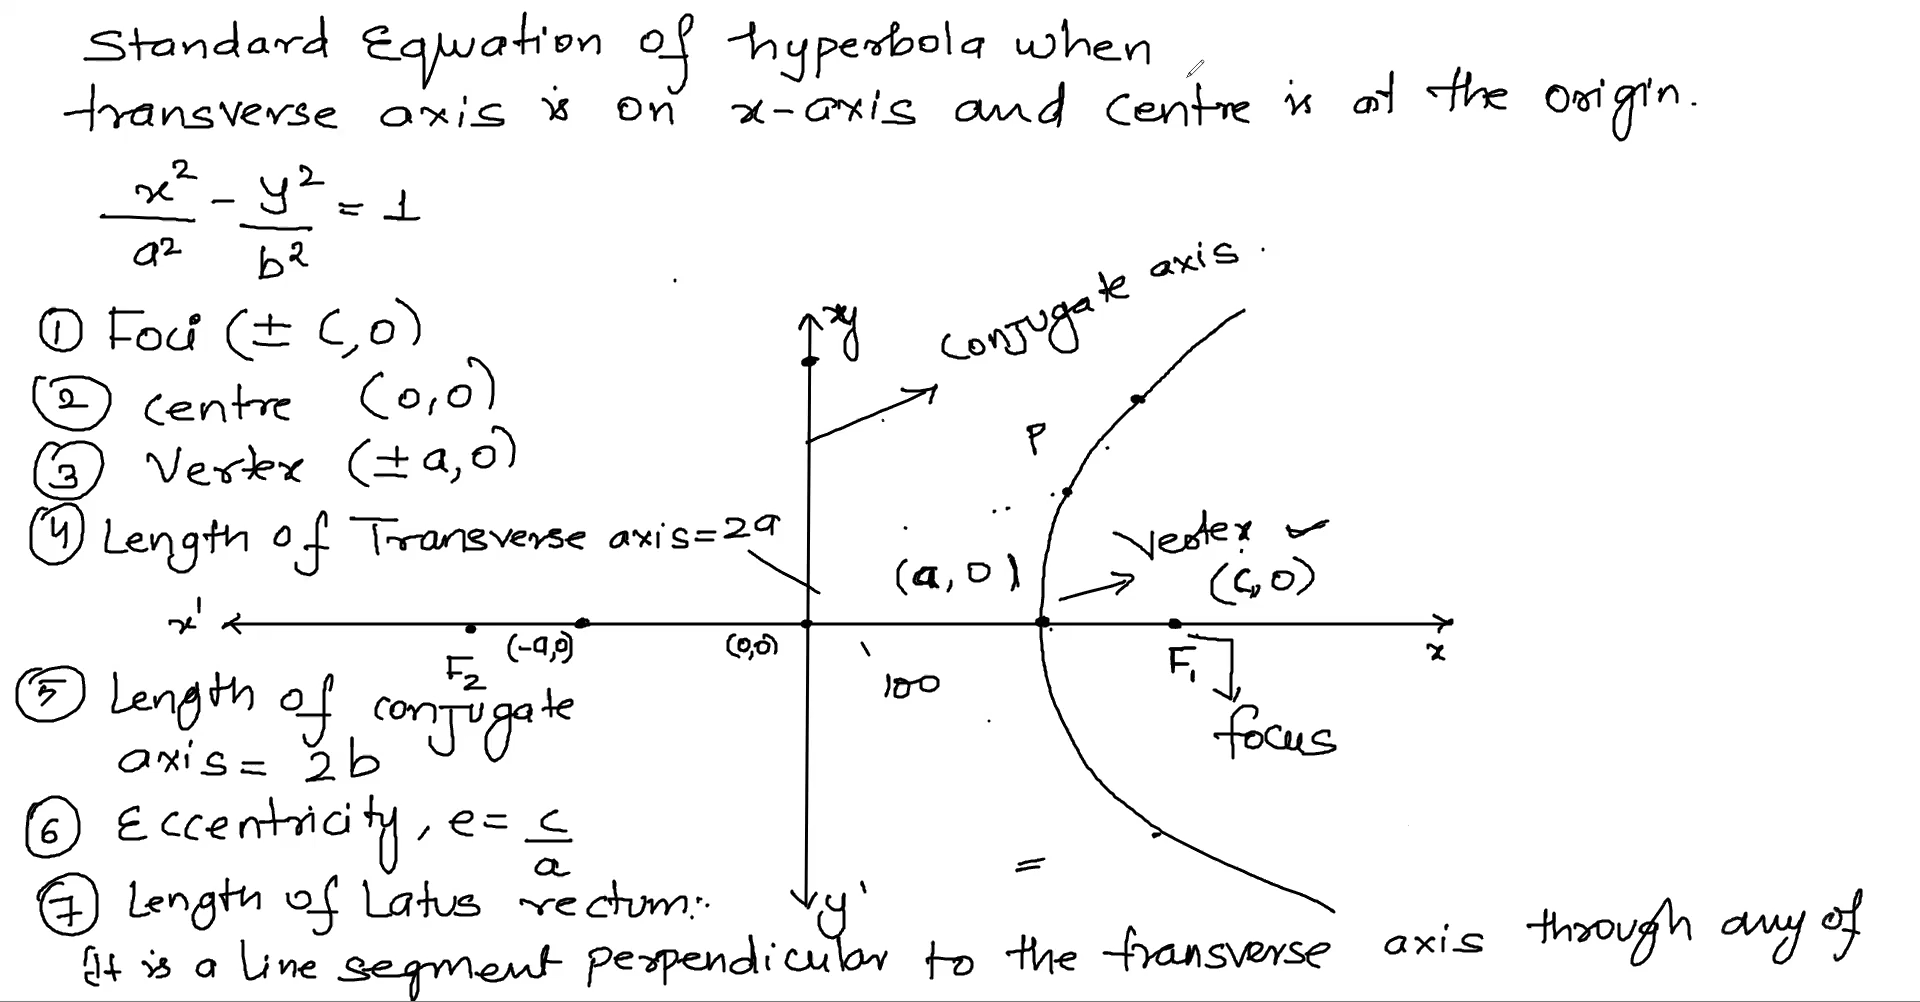 Standard Equation of hyperbola when
transverse axis is on x-axis and centre is at the origin.
x²/a² - y²/b² = 1
① Foci (± c, 0)
② centre (0,0)
③ Vertex (± a, 0)
④ Length of Transverse axis = 2a
⑤ Length of conjugate
axis = 2b
⑥ Eccentricity, e = c/a
⑦ Length of Latus rectum:
It is a line segment perpendicular to the transverse axis through any of
y
conjugate axis.
P
(a, 0)
vertex
(c, 0)
x'
F₂
(-a,0)
(0,0)
100
F₁
x
focus
=
y'